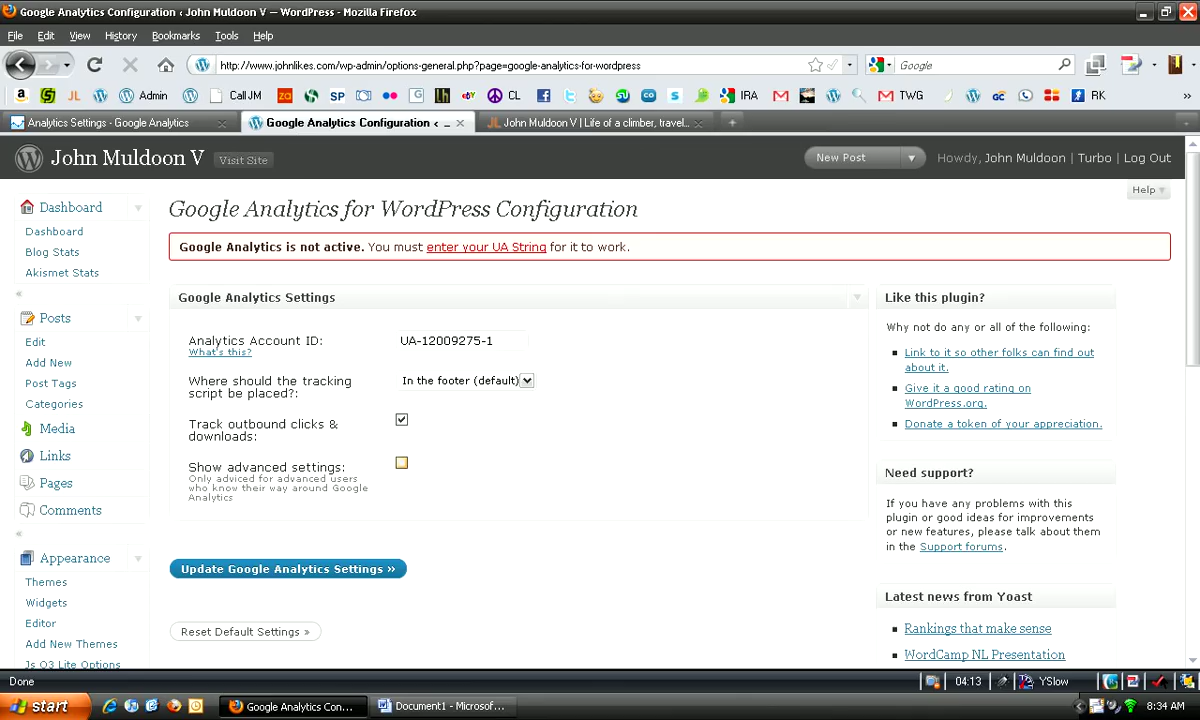 Google Analytics Configuration ‹ John Muldoon V — WordPress - Mozilla Firefox
File Edit View History Bookmarks Tools Help
http://www.johnlikes.com/wp-admin/options-general.php?page=google-analytics-for-wordpress
Google
Admin Call JM SP CL IRA TWG GC RK »
Analytics Settings - Google Analytics
Google Analytics Configuration ‹ ...
John Muldoon V | Life of a climber, travel...
John Muldoon V Visit Site
New Post
Howdy, John Muldoon | Turbo | Log Out
Help
Dashboard
Dashboard
Blog Stats
Akismet Stats
Posts
Edit
Add New
Post Tags
Categories
Media
Links
Pages
Comments
Appearance
Themes
Widgets
Editor
Add New Themes
Js O3 Lite Options
Google Analytics for WordPress Configuration
Google Analytics is not active. You must enter your UA String for it to work.
Google Analytics Settings
Analytics Account ID:
What's this?
UA-12009275-1
Where should the tracking
script be placed?:
In the footer (default)
Track outbound clicks &
downloads:
Show advanced settings:
Only adviced for advanced users
who know their way around Google
Analytics
Update Google Analytics Settings »
Reset Default Settings »
Like this plugin?
Why not do any or all of the following:
Link to it so other folks can find out
about it.
Give it a good rating on
WordPress.org.
Donate a token of your appreciation.
Need support?
If you have any problems with this
plugin or good ideas for improvements
or new features, please talk about them
in the Support forums.
Latest news from Yoast
Rankings that make sense
WordCamp NL Presentation
Done
04:13
YSlow
start
Google Analytics Con...
Document1 - Microsof...
8:34 AM